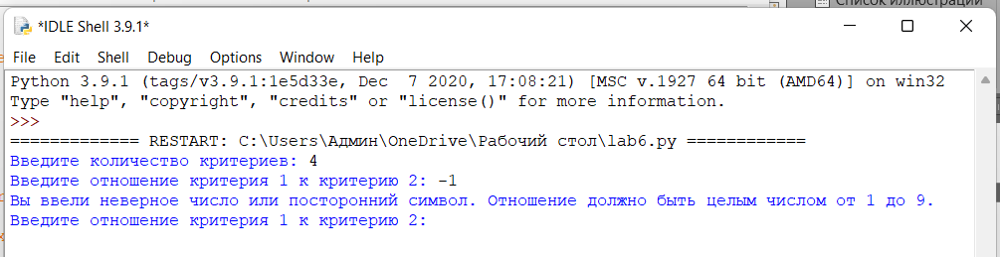 Список иллюстраций
*IDLE Shell 3.9.1*
File Edit Shell Debug Options Window Help
Python 3.9.1 (tags/v3.9.1:1e5d33e, Dec  7 2020, 17:08:21) [MSC v.1927 64 bit (AMD64)] on win32
Type "help", "copyright", "credits" or "license()" for more information.
>>>
============= RESTART: C:\Users\Админ\OneDrive\Рабочий стол\lab6.py ============
Введите количество критериев: 4
Введите отношение критерия 1 к критерию 2: -1
Вы ввели неверное число или посторонний символ. Отношение должно быть целым числом от 1 до 9.
Введите отношение критерия 1 к критерию 2: